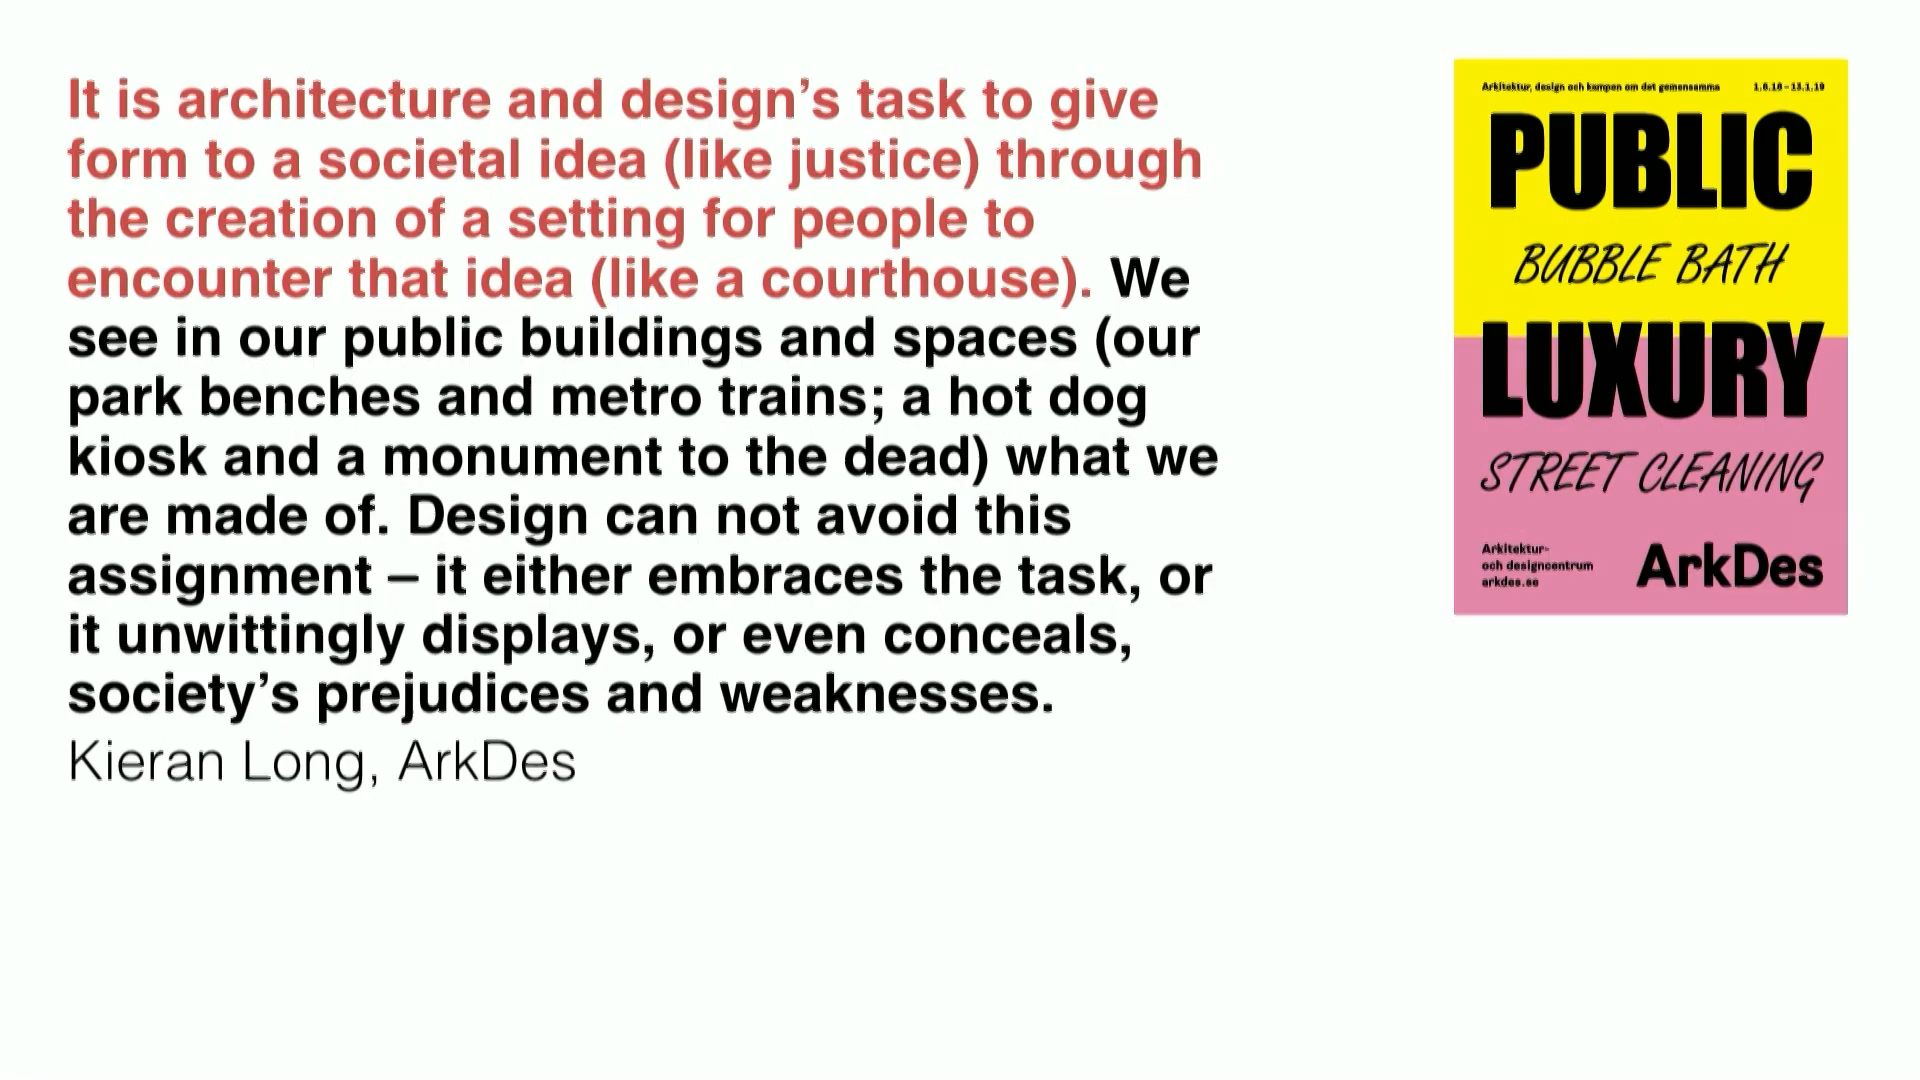 It is architecture and design’s task to give
form to a societal idea (like justice) through
the creation of a setting for people to
encounter that idea (like a courthouse). We
see in our public buildings and spaces (our
park benches and metro trains; a hot dog
kiosk and a monument to the dead) what we
are made of. Design can not avoid this
assignment – it either embraces the task, or
it unwittingly displays, or even conceals,
society’s prejudices and weaknesses.
Kieran Long, ArkDes
Arkitektur, design och kampen om det gemensamma 1.6.18–13.1.19
PUBLIC
BUBBLE BATH
LUXURY
STREET CLEANING
Arkitektur-
och designcentrum
arkdes.se
ArkDes